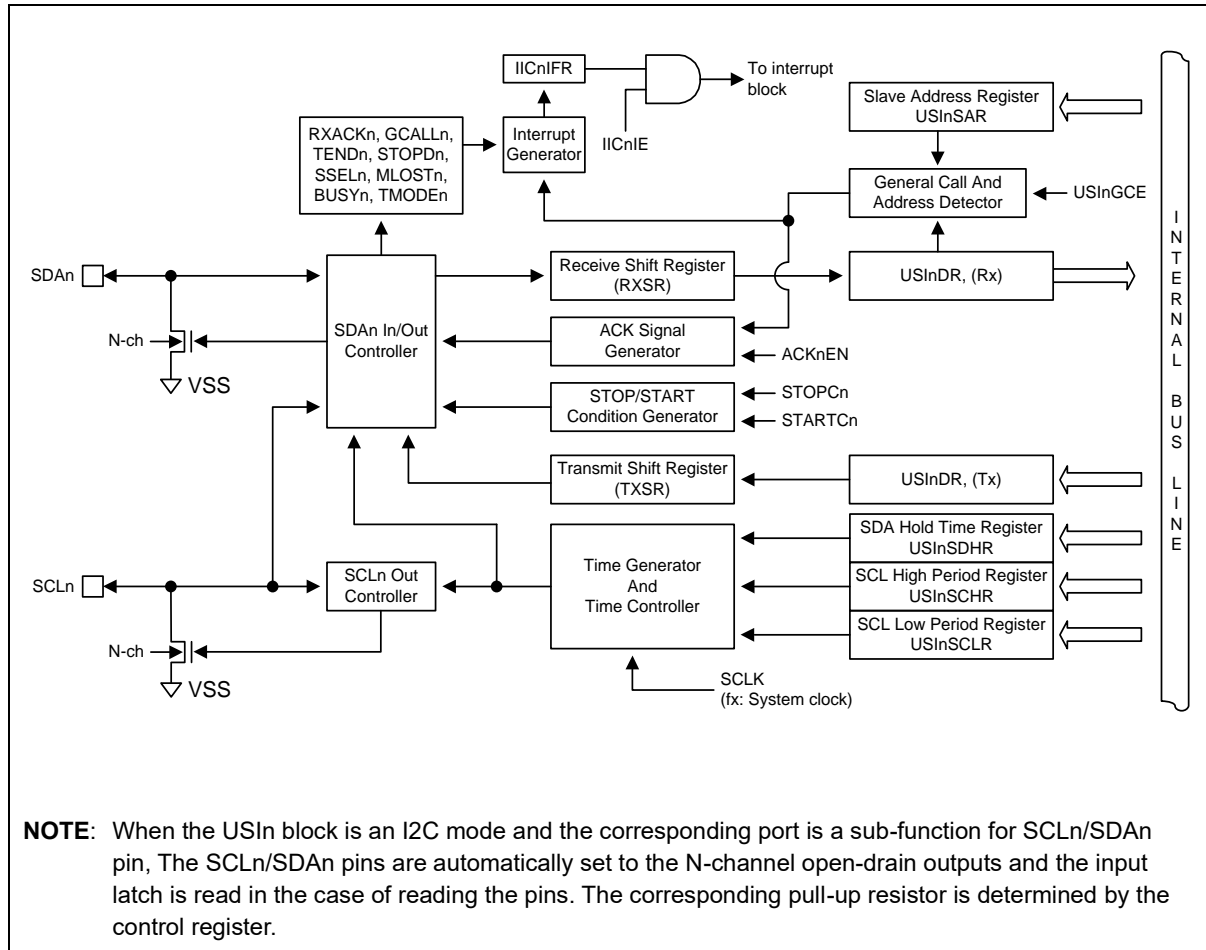 IICnIFR
To interrupt
block
IICnIE
Slave Address Register
USInSAR
RXACKn, GCALLn,
TENDn, STOPDn,
SSELn, MLOSTn,
BUSYn, TMODEn
Interrupt
Generator
General Call And
Address Detector
USInGCE
SDAn
N-ch
VSS
SDAn In/Out
Controller
Receive Shift Register
(RXSR)
USInDR, (Rx)
ACK Signal
Generator
ACKnEN
STOP/START
Condition Generator
STOPCn
STARTCn
Transmit Shift Register
(TXSR)
USInDR, (Tx)
SCLn
N-ch
VSS
SCLn Out
Controller
Time Generator
And
Time Controller
SDA Hold Time Register
USInSDHR
SCL High Period Register
USInSCHR
SCL Low Period Register
USInSCLR
SCLK
(fx: System clock)
INTERNAL BUS LINE
NOTE: When the USIn block is an I2C mode and the corresponding port is a sub-function for SCLn/SDAn
pin, The SCLn/SDAn pins are automatically set to the N-channel open-drain outputs and the input
latch is read in the case of reading the pins. The corresponding pull-up resistor is determined by the
control register.